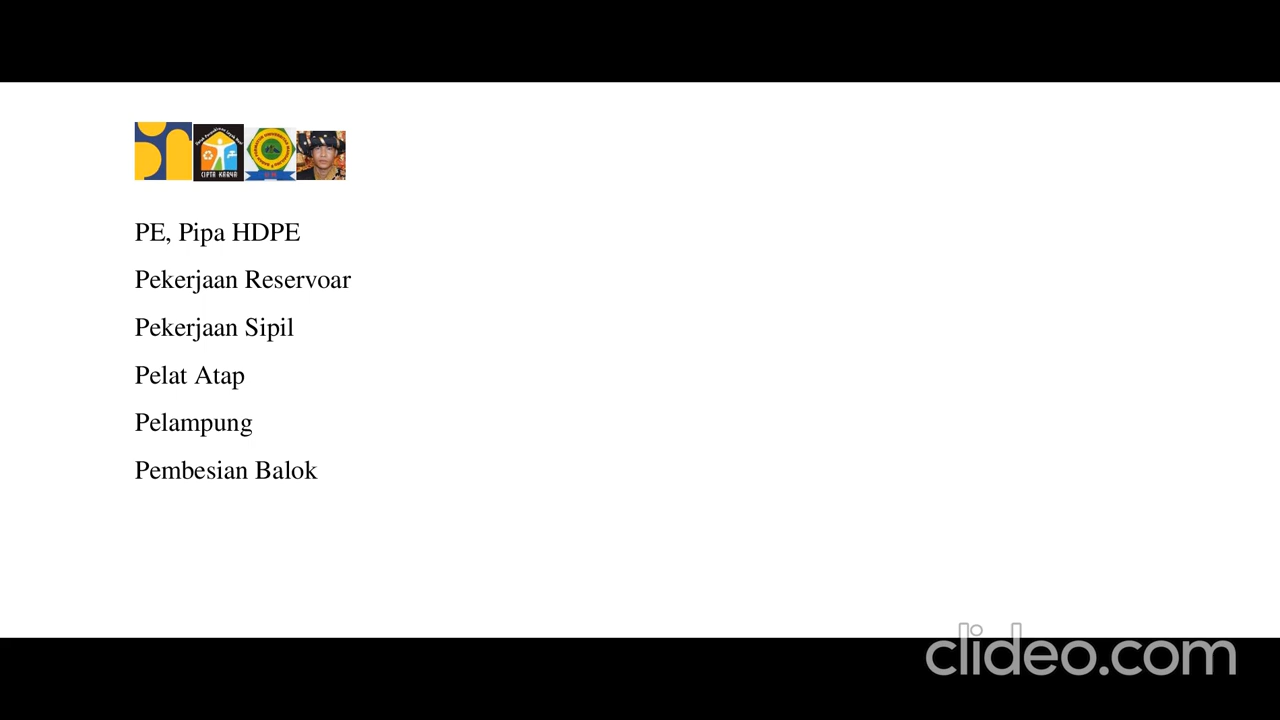 CIPTA KARYA
PE, Pipa HDPE
Pekerjaan Reservoar
Pekerjaan Sipil
Pelat Atap
Pelampung
Pembesian Balok
clideo.com